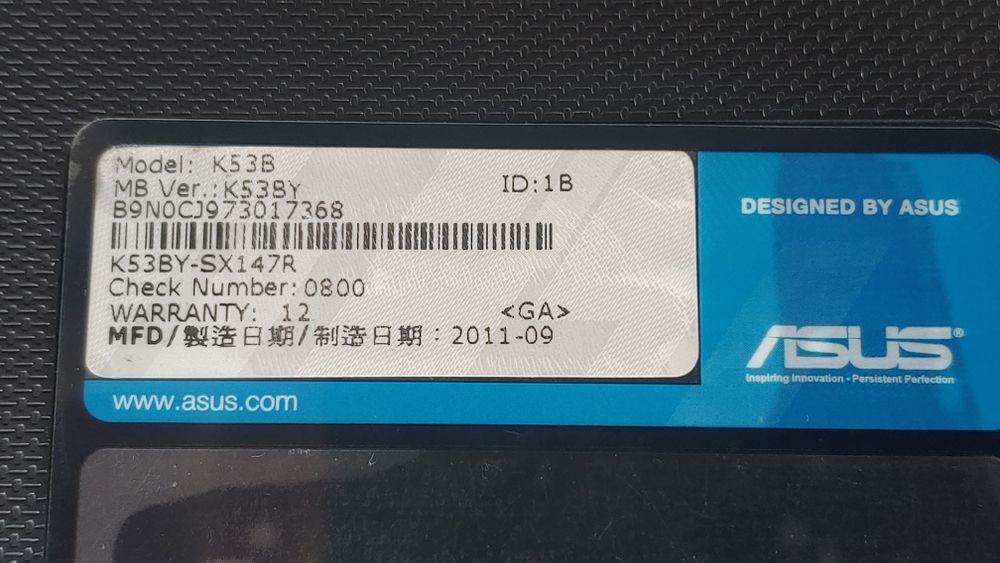 Model: K53B
MB Ver.:K53BY
ID:1B
B9N0CJ973017368
K53BY-SX147R
Check Number:0800
WARRANTY: 12
<GA>
MFD/製造日期/制造日期：2011-09
www.asus.com
DESIGNED BY ASUS
ASUS®
Inspiring Innovation • Persistent Perfection